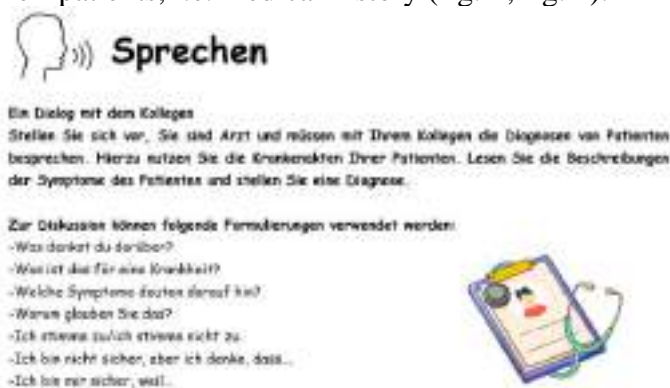 Sprechen
Ein Dialog mit dem Kollegen
Stellen Sie sich vor, Sie sind Arzt und müssen mit Ihrem Kollegen die Diagnosen von Patienten
besprechen. Hierzu nutzen Sie die Krankenakten Ihrer Patienten. Lesen Sie die Beschreibungen
der Symptome des Patienten und stellen Sie eine Diagnose.
Zur Diskussion können folgende Formulierungen verwendet werden:
-Was denkst du darüber?
-Was ist das für eine Krankheit?
-Welche Symptome deuten darauf hin?
-Warum glauben Sie das?
-Ich stimme zu/ich stimme nicht zu.
-Ich bin nicht sicher, aber ich denke, dass...
-Ich bin mir sicher, weil...